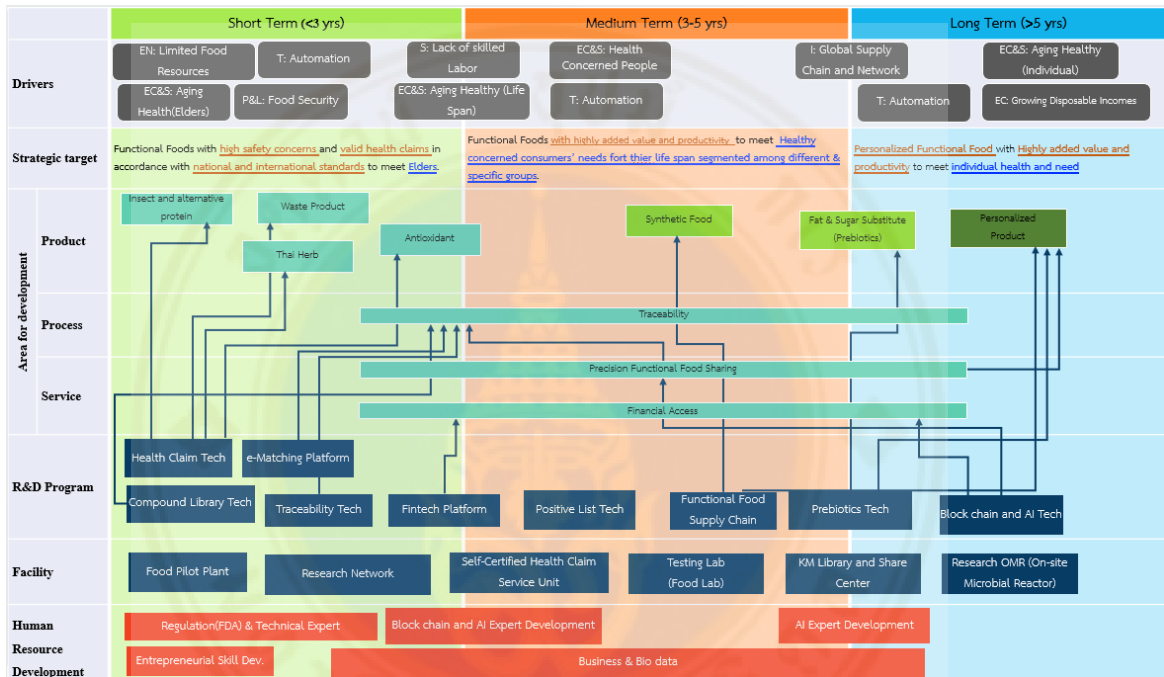 Short Term (<3 yrs)
Medium Term (3-5 yrs)
Long Term (>5 yrs)
Drivers
EN: Limited Food
Resources
T: Automation
S: Lack of skilled
Labor
EC&S: Health
Concerned People
I: Global Supply
Chain and Network
EC&S: Aging Healthy
(Individual)
EC&S: Aging
Health(Elders)
P&L: Food Security
EC&S: Aging Healthy (Life
Span)
T: Automation
T: Automation
EC: Growing Disposable Incomes
Strategic target
Functional Foods with high safety concerns and valid health claims in
accordance with national and international standards to meet Elders.
Functional Foods with highly added value and productivity to meet Healthy
concerned consumers' needs fort thier life span segmented among different &
specific groups.
Personalized Functional Food with Highly added value and
productivity to meet individual health and need
Area for development
Product
Insect and alternative
protein
Waste Product
Thai Herb
Antioxidant
Synthetic Food
Fat & Sugar Substitute
(Prebiotics)
Personalized
Product
Process
Traceability
Service
Precision Functional Food Sharing
Financial Access
R&D Program
Health Claim Tech
e-Matching Platform
Compound Library Tech
Traceability Tech
Fintech Platform
Positive List Tech
Functional Food
Supply Chain
Prebiotics Tech
Block chain and AI Tech
Facility
Food Pilot Plant
Research Network
Self-Certified Health Claim
Service Unit
Testing Lab
(Food Lab)
KM Library and Share
Center
Research OMR (On-site
Microbial Reactor)
Human
Resource
Development
Regulation(FDA) & Technical Expert
Block chain and AI Expert Development
AI Expert Development
Entrepreneurial Skill Dev.
Business & Bio data